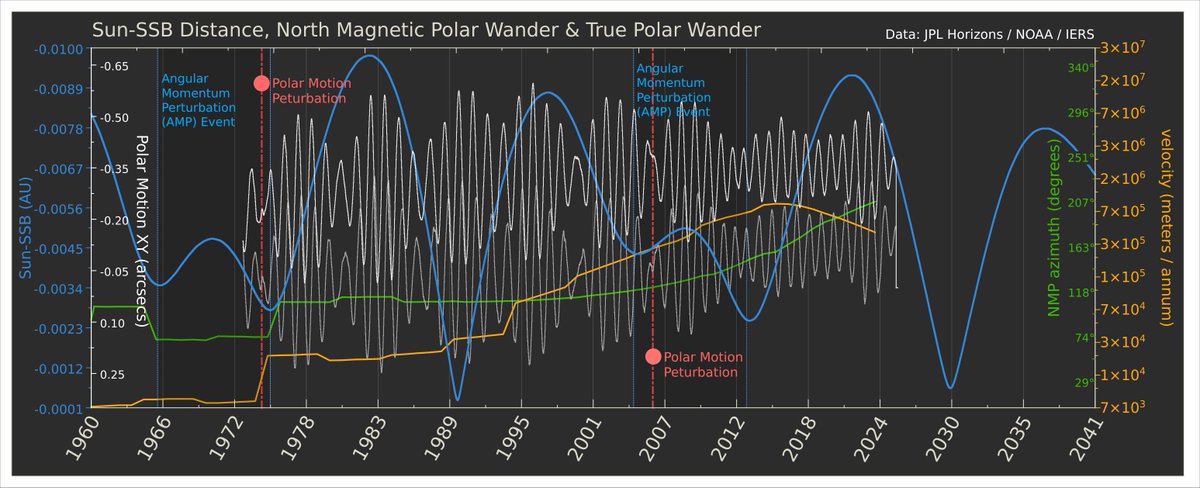 Sun-SSB Distance, North Magnetic Polar Wander & True Polar Wander
Data: JPL Horizons / NOAA / IERS
Sun-SSB (AU)
-0.0100
-0.0089
-0.0078
-0.0067
-0.0056
-0.0045
-0.0034
-0.0023
-0.0012
-0.0001
Polar Motion XY (arcsecs)
-0.65
-0.50
-0.35
-0.20
-0.05
0.10
0.25
Angular
Momentum
Perturbation
(AMP) Event
Polar Motion
Peturbation
Angular
Momentum
Perturbation
(AMP) Event
Polar Motion
Peturbation
NMP azimuth (degrees)
340°
296°
251°
207°
163°
118°
74°
29°
velocity (meters / annum)
3×10⁷
2×10⁷
7×10⁶
3×10⁶
2×10⁶
7×10⁵
3×10⁵
1×10⁵
7×10⁴
3×10⁴
1×10⁴
7×10³
1960
1966
1972
1978
1983
1989
1995
2001
2007
2012
2018
2024
2030
2035
2041